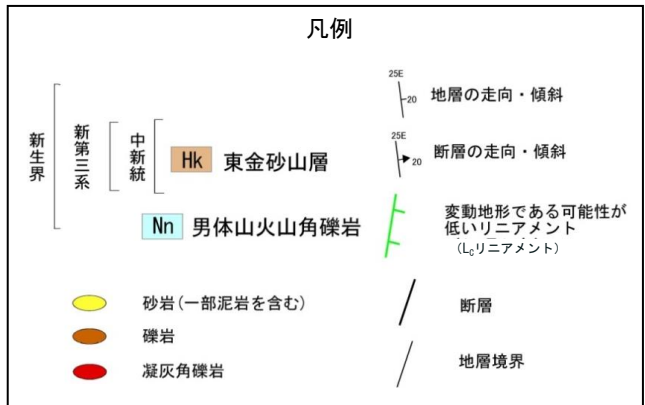 凡例
新生界
新第三系
中新統
Hk 東金砂山層
Nn 男体山火山角礫岩
砂岩(一部泥岩を含む)
礫岩
凝灰角礫岩
25E
20
地層の走向・傾斜
25E
20
断層の走向・傾斜
変動地形である可能性が
低いリニアメント
(LCリニアメント)
断層
地層境界